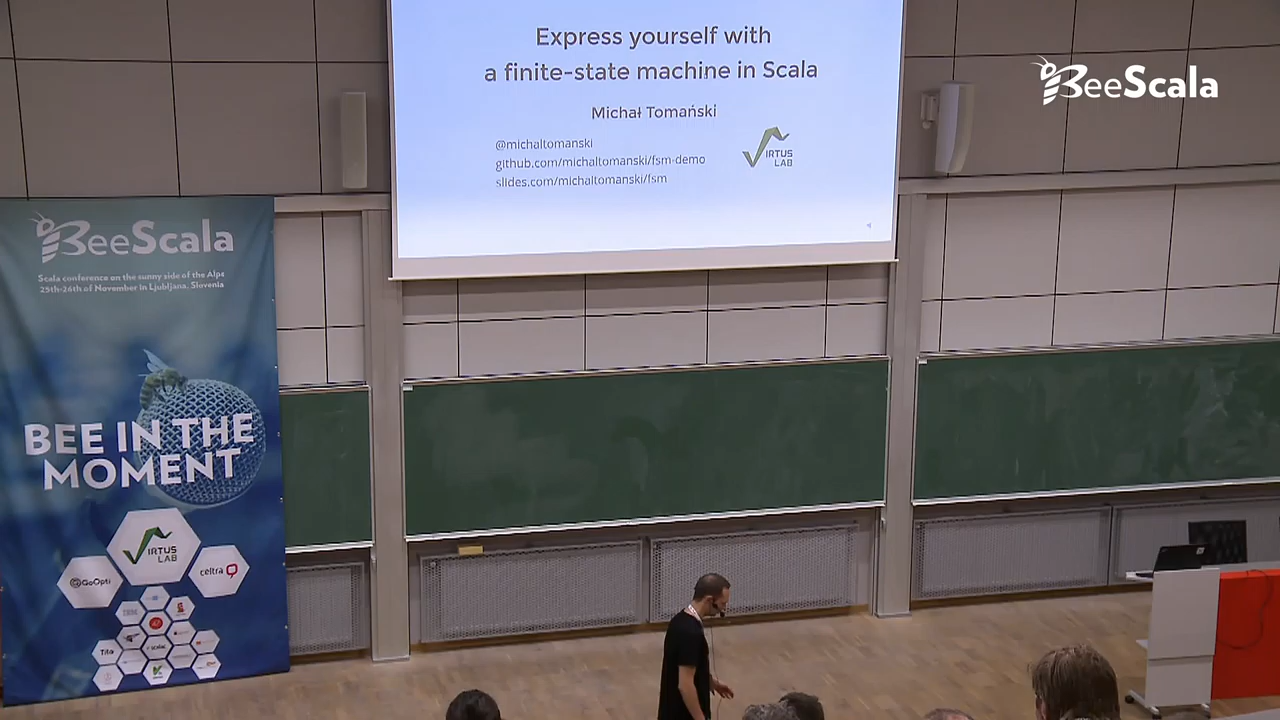 Express yourself with
a finite-state machine in Scala
Michał Tomański
@michaltomanski
github.com/michaltomanski/fsm-demo
slides.com/michaltomanski/fsm
VIRTUS
LAB
BeeScala
BeeScala
Scala conference on the sunny side of the Alps
25th-26th of November in Ljubljana, Slovenia
BEE IN THE
MOMENT
VIRTUS
LAB
GoOpti
celtra
Tito